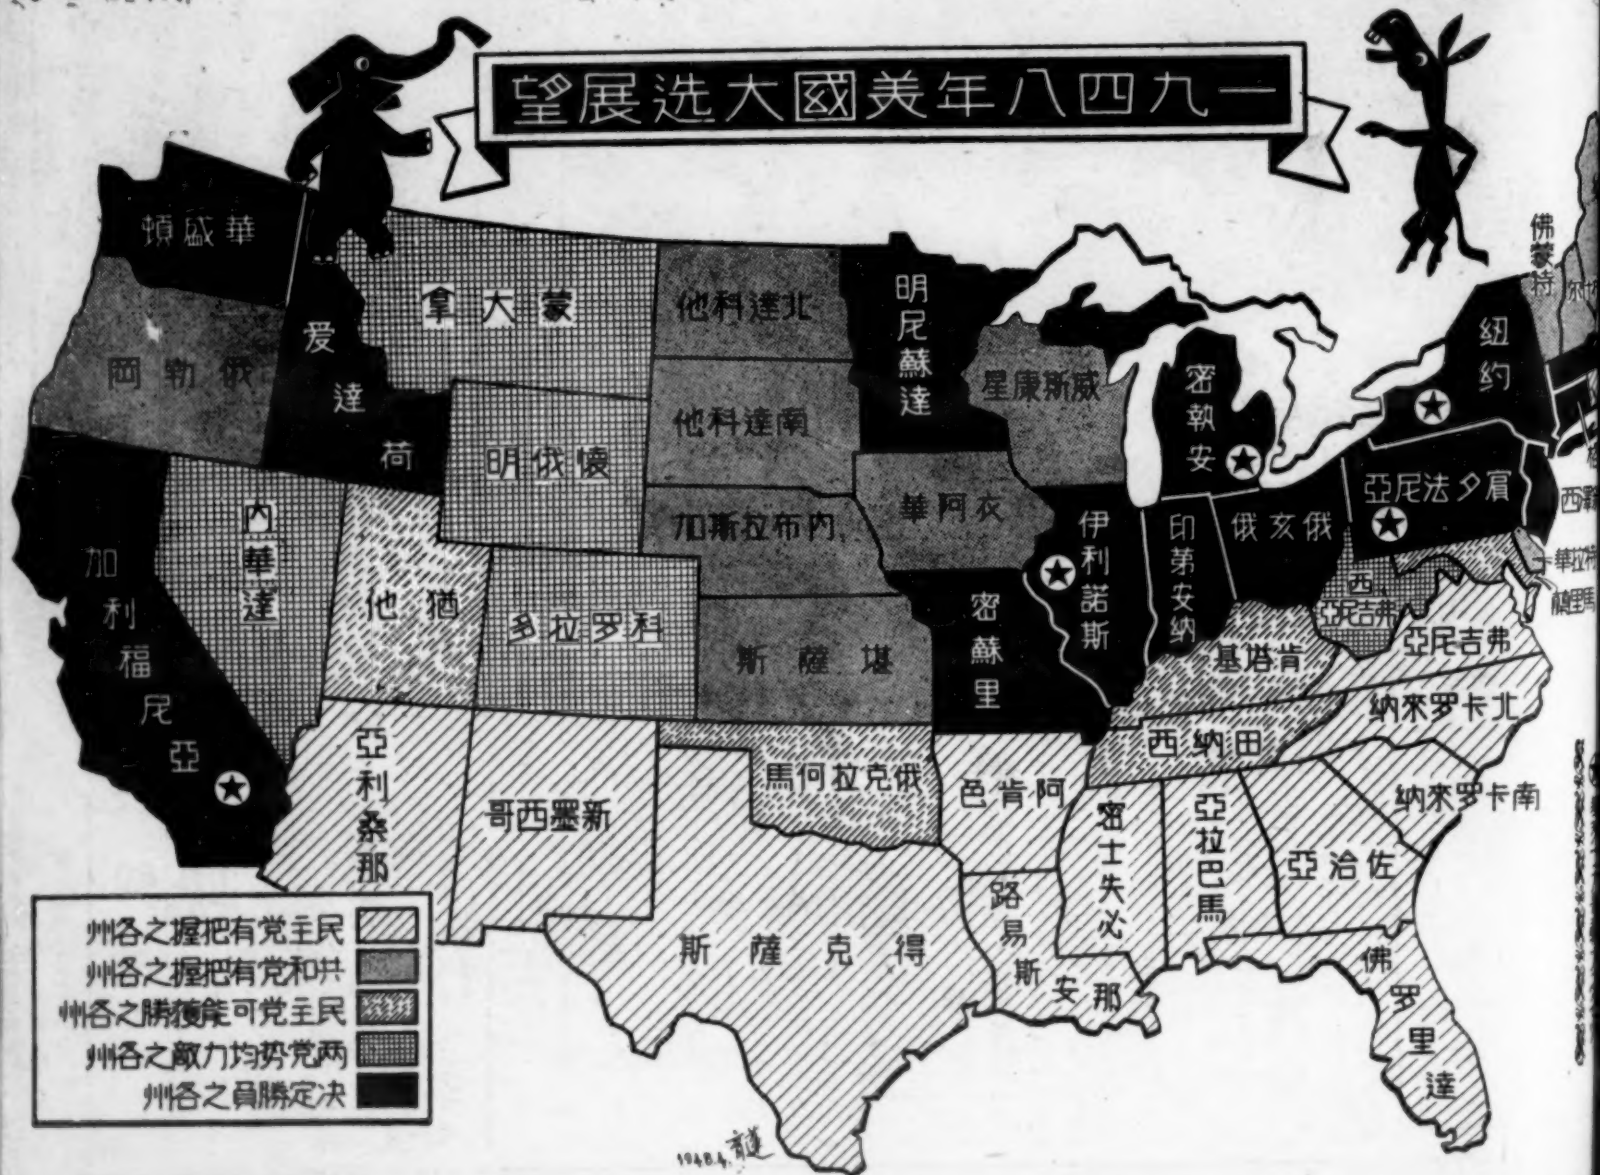 一九四八年美國大选展望
華盛頓
俄勒岡
爱達荷
蒙大拿
北達科他
明尼蘇達
佛蒙特
紐約
南達科他
威斯康星
密執安
懷俄明
内布拉斯加
衣阿華
伊利諾斯
印第安納
俄亥俄
賓夕法尼亞
加利福尼亞
内華達
猶他
科罗拉多
堪薩斯
密蘇里
肯塔基
西弗吉尼亞
弗吉尼亞
北卡罗來納
田納西
南卡罗來納
亞利桑那
新墨西哥
俄克拉何馬
阿肯色
密士失必
亞拉巴馬
佐治亞
得克薩斯
路易斯安那
佛罗里達
民主党有把握之各州
共和党有把握之各州
民主党可能獲勝之各州
两党势均力敵之各州
决定勝負之各州
1948.4.